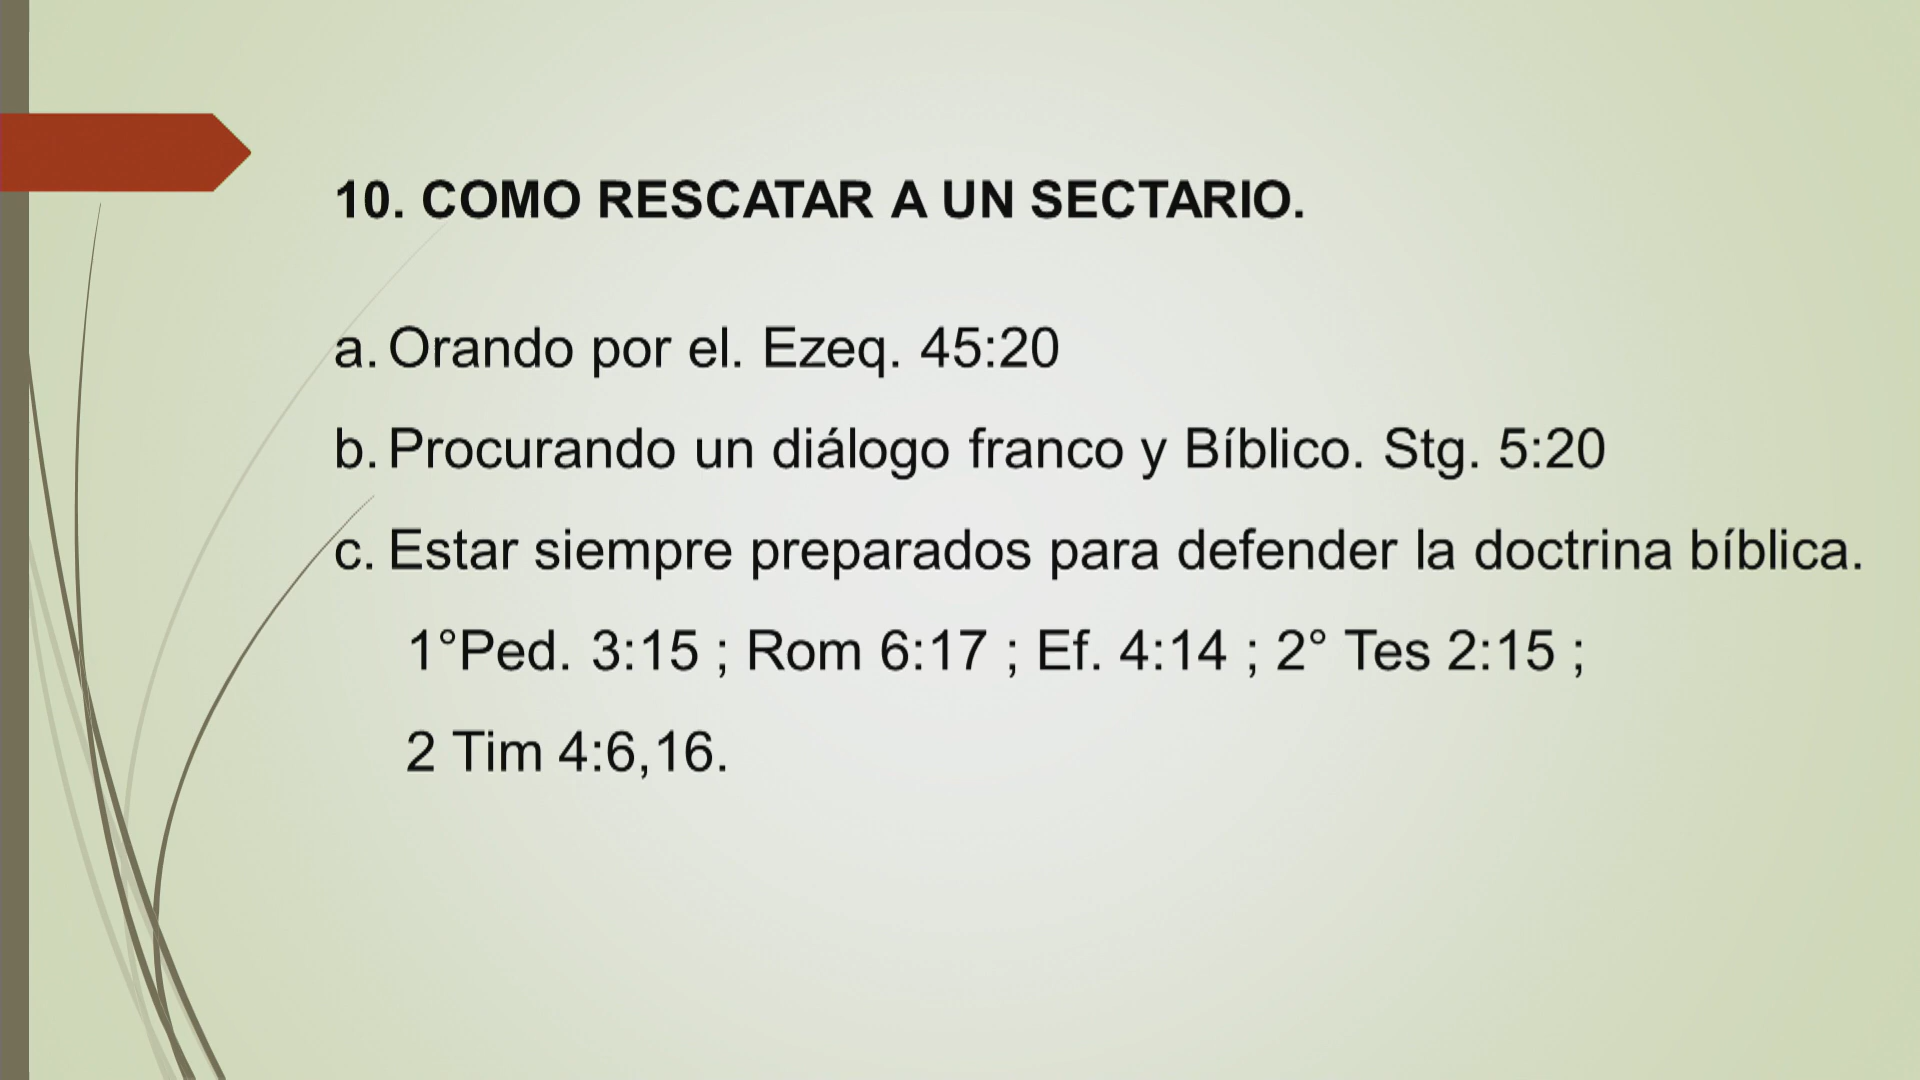 10. COMO RESCATAR A UN SECTARIO.
a. Orando por el. Ezeq. 45:20
b. Procurando un diálogo franco y Bíblico. Stg. 5:20
c. Estar siempre preparados para defender la doctrina bíblica.
1°Ped. 3:15 ; Rom 6:17 ; Ef. 4:14 ; 2° Tes 2:15 ;
2 Tim 4:6,16.